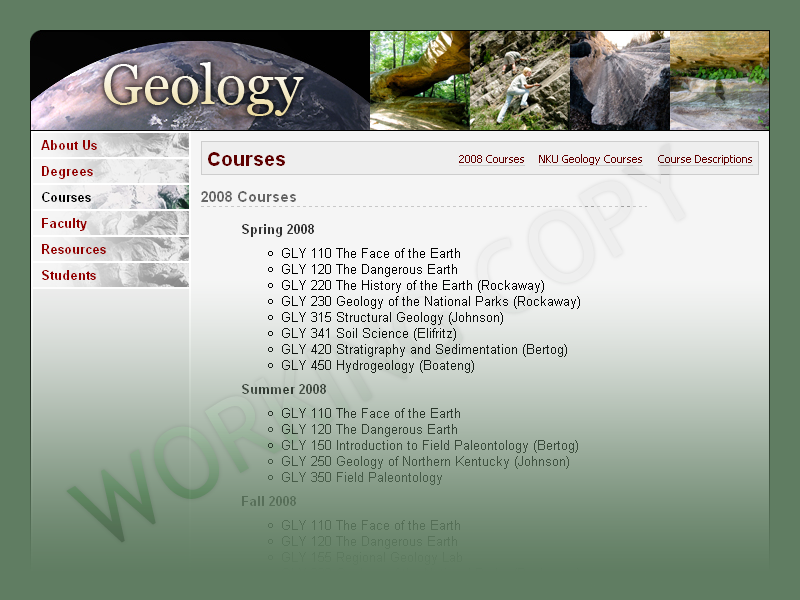 Geology
About Us
Degrees
Courses
Faculty
Resources
Students
Courses
2008 Courses NKU Geology Courses Course Descriptions
2008 Courses
Spring 2008
GLY 110 The Face of the Earth
GLY 120 The Dangerous Earth
GLY 220 The History of the Earth (Rockaway)
GLY 230 Geology of the National Parks (Rockaway)
GLY 315 Structural Geology (Johnson)
GLY 341 Soil Science (Elifritz)
GLY 420 Stratigraphy and Sedimentation (Bertog)
GLY 450 Hydrogeology (Boateng)
Summer 2008
GLY 110 The Face of the Earth
GLY 120 The Dangerous Earth
GLY 150 Introduction to Field Paleontology (Bertog)
GLY 250 Geology of Northern Kentucky (Johnson)
GLY 350 Field Paleontology
Fall 2008
GLY 110 The Face of the Earth
GLY 120 The Dangerous Earth
GLY 155 Regional Geology Lab
WORKING COPY